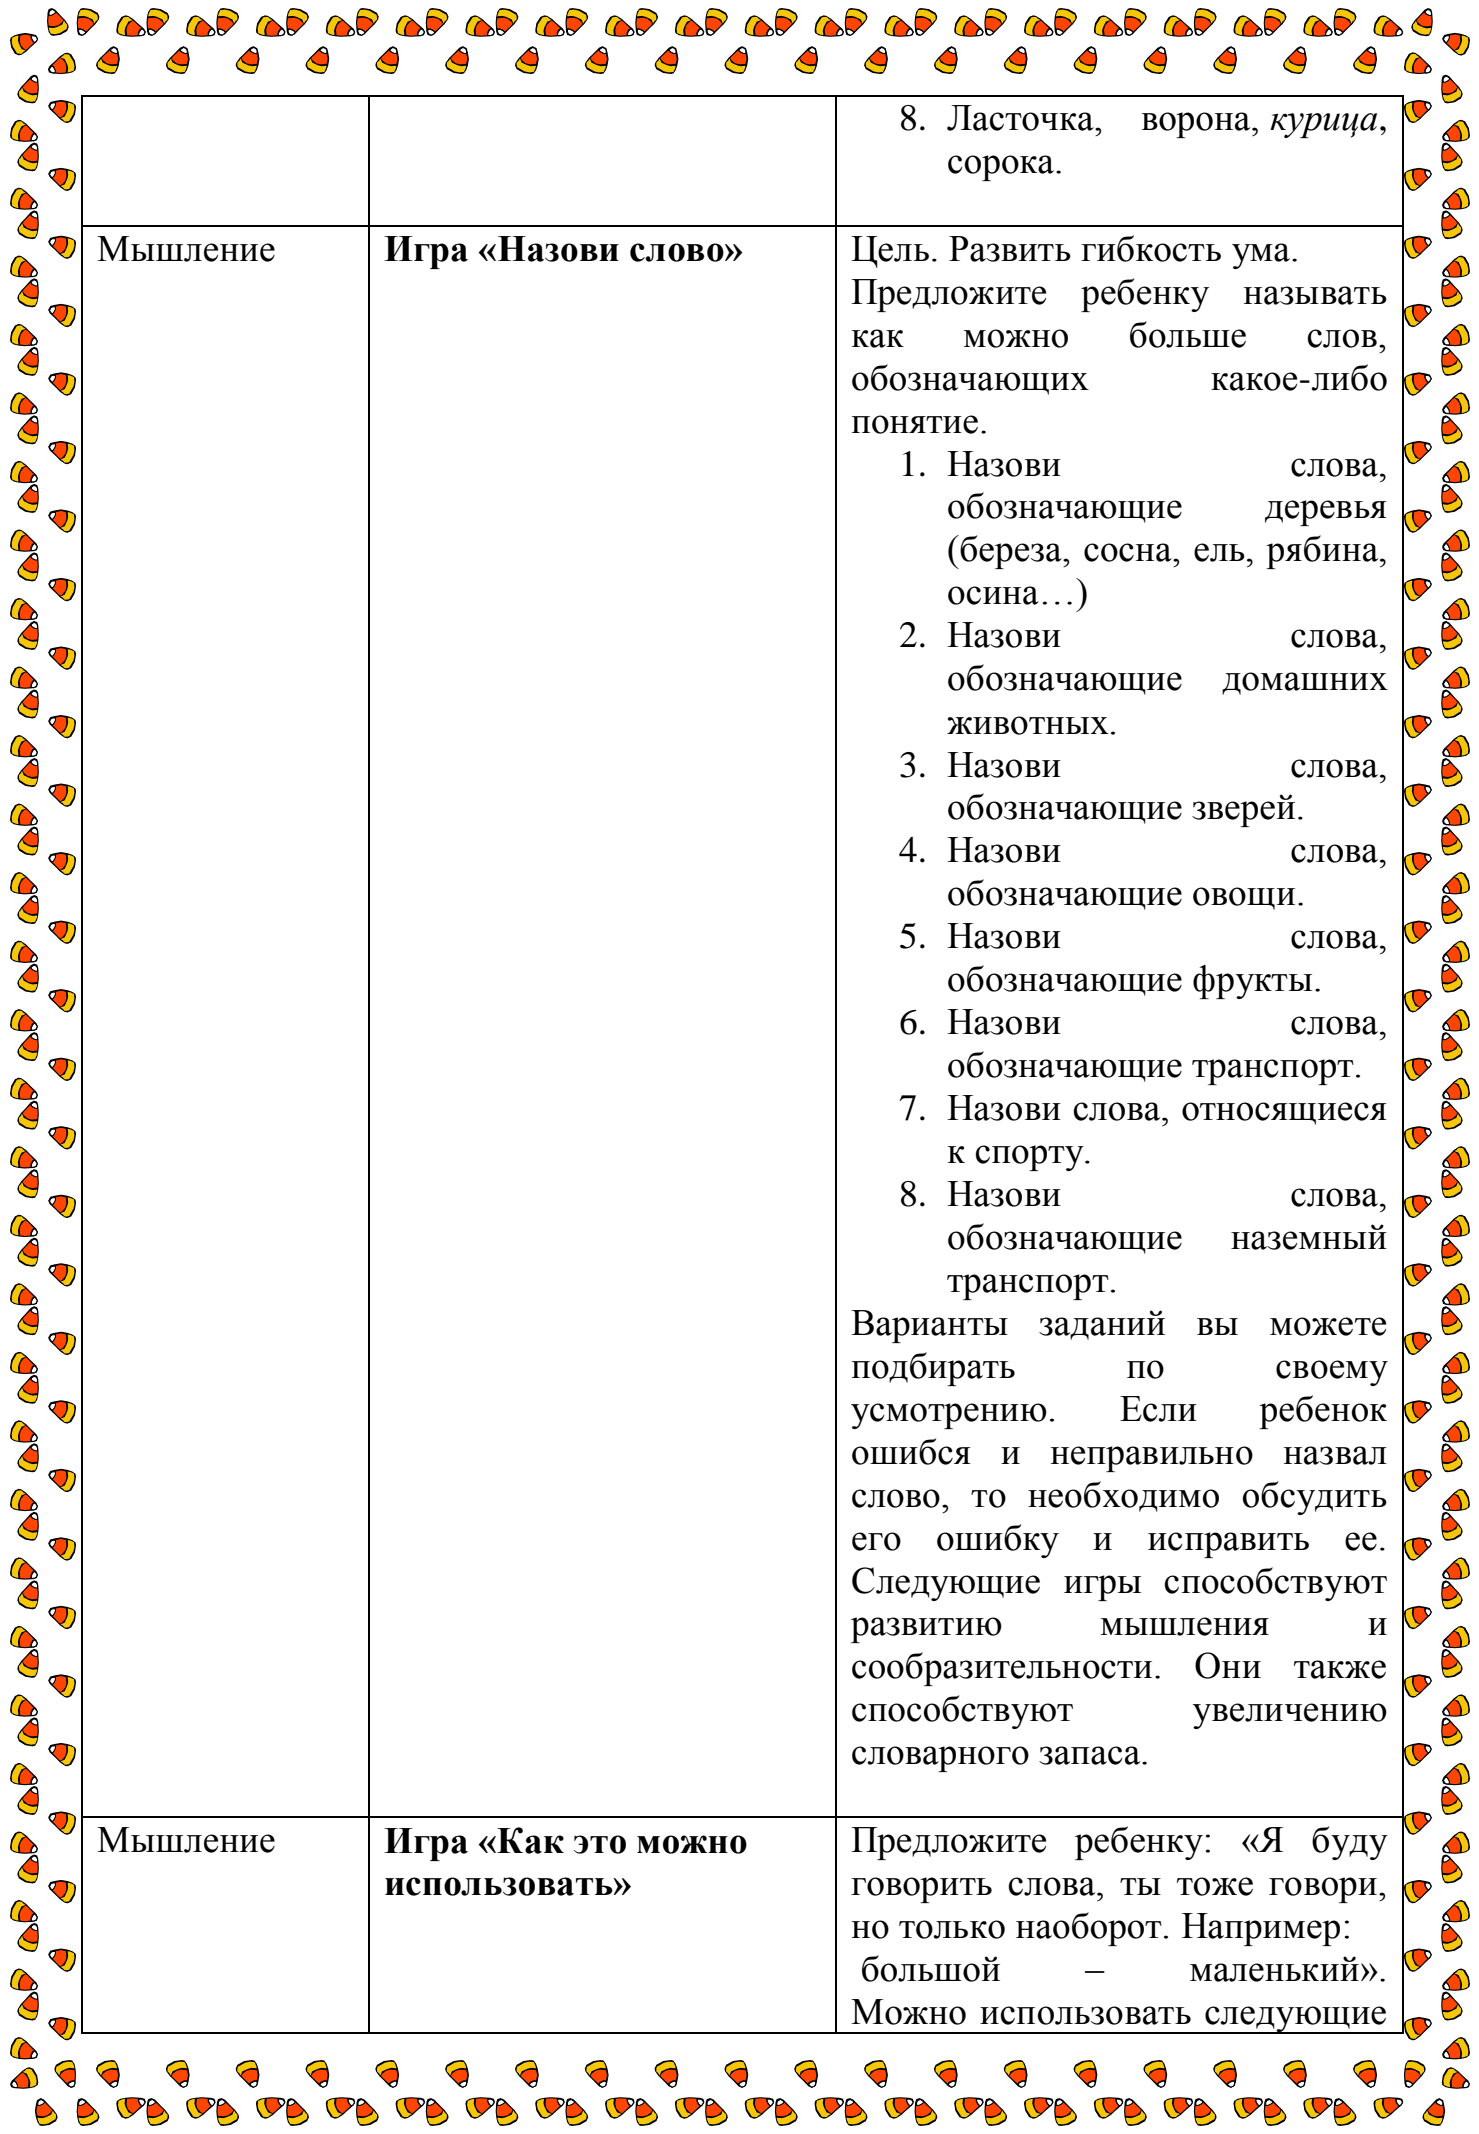 8. Ласточка, ворона, курица,
сорока.
Мышление
Игра «Назови слово»
Цель. Развить гибкость ума.
Предложите ребенку называть
как можно больше слов,
обозначающих какое-либо
понятие.
1. Назови слова,
обозначающие деревья
(береза, сосна, ель, рябина,
осина…)
2. Назови слова,
обозначающие домашних
животных.
3. Назови слова,
обозначающие зверей.
4. Назови слова,
обозначающие овощи.
5. Назови слова,
обозначающие фрукты.
6. Назови слова,
обозначающие транспорт.
7. Назови слова, относящиеся
к спорту.
8. Назови слова,
обозначающие наземный
транспорт.
Варианты заданий вы можете
подбирать по своему
усмотрению. Если ребенок
ошибся и неправильно назвал
слово, то необходимо обсудить
его ошибку и исправить ее.
Следующие игры способствуют
развитию мышления и
сообразительности. Они также
способствуют увеличению
словарного запаса.
Мышление
Игра «Как это можно
использовать»
Предложите ребенку: «Я буду
говорить слова, ты тоже говори,
но только наоборот. Например:
большой – маленький».
Можно использовать следующие